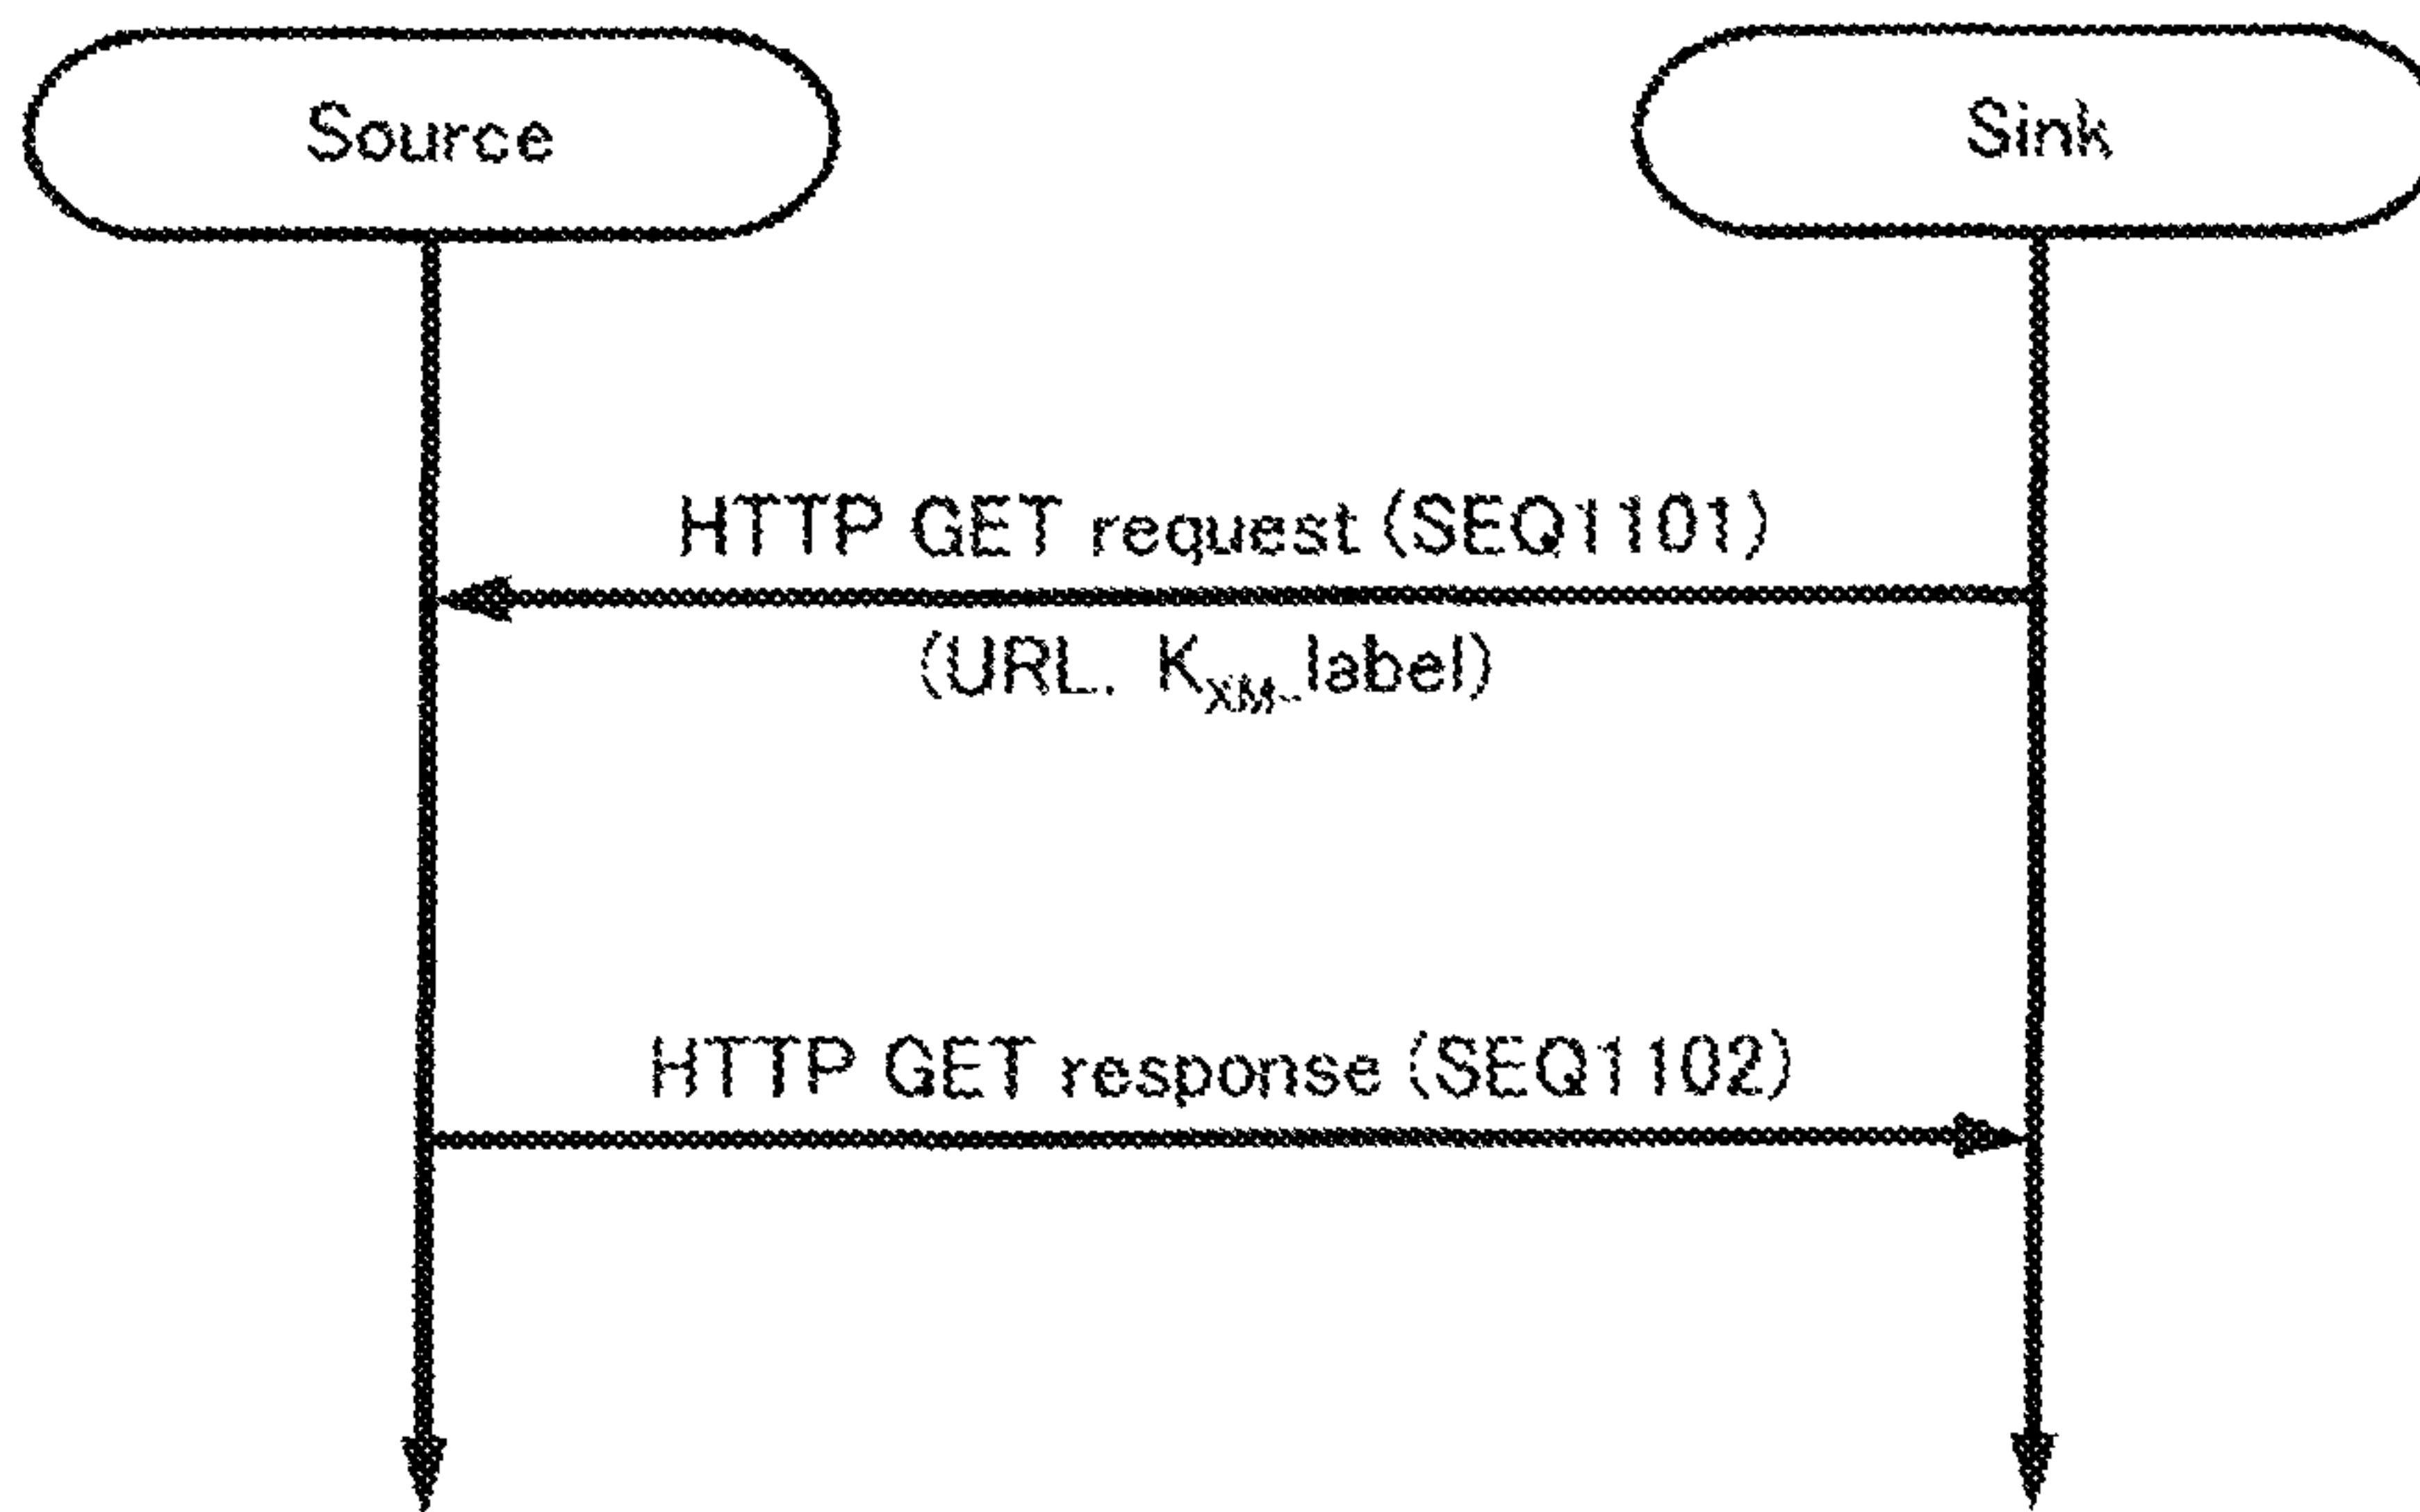 Source
Sink
HTTP GET request (SEQ1101)
(URL. K_XM_label)
HTTP GET response (SEQ1102)